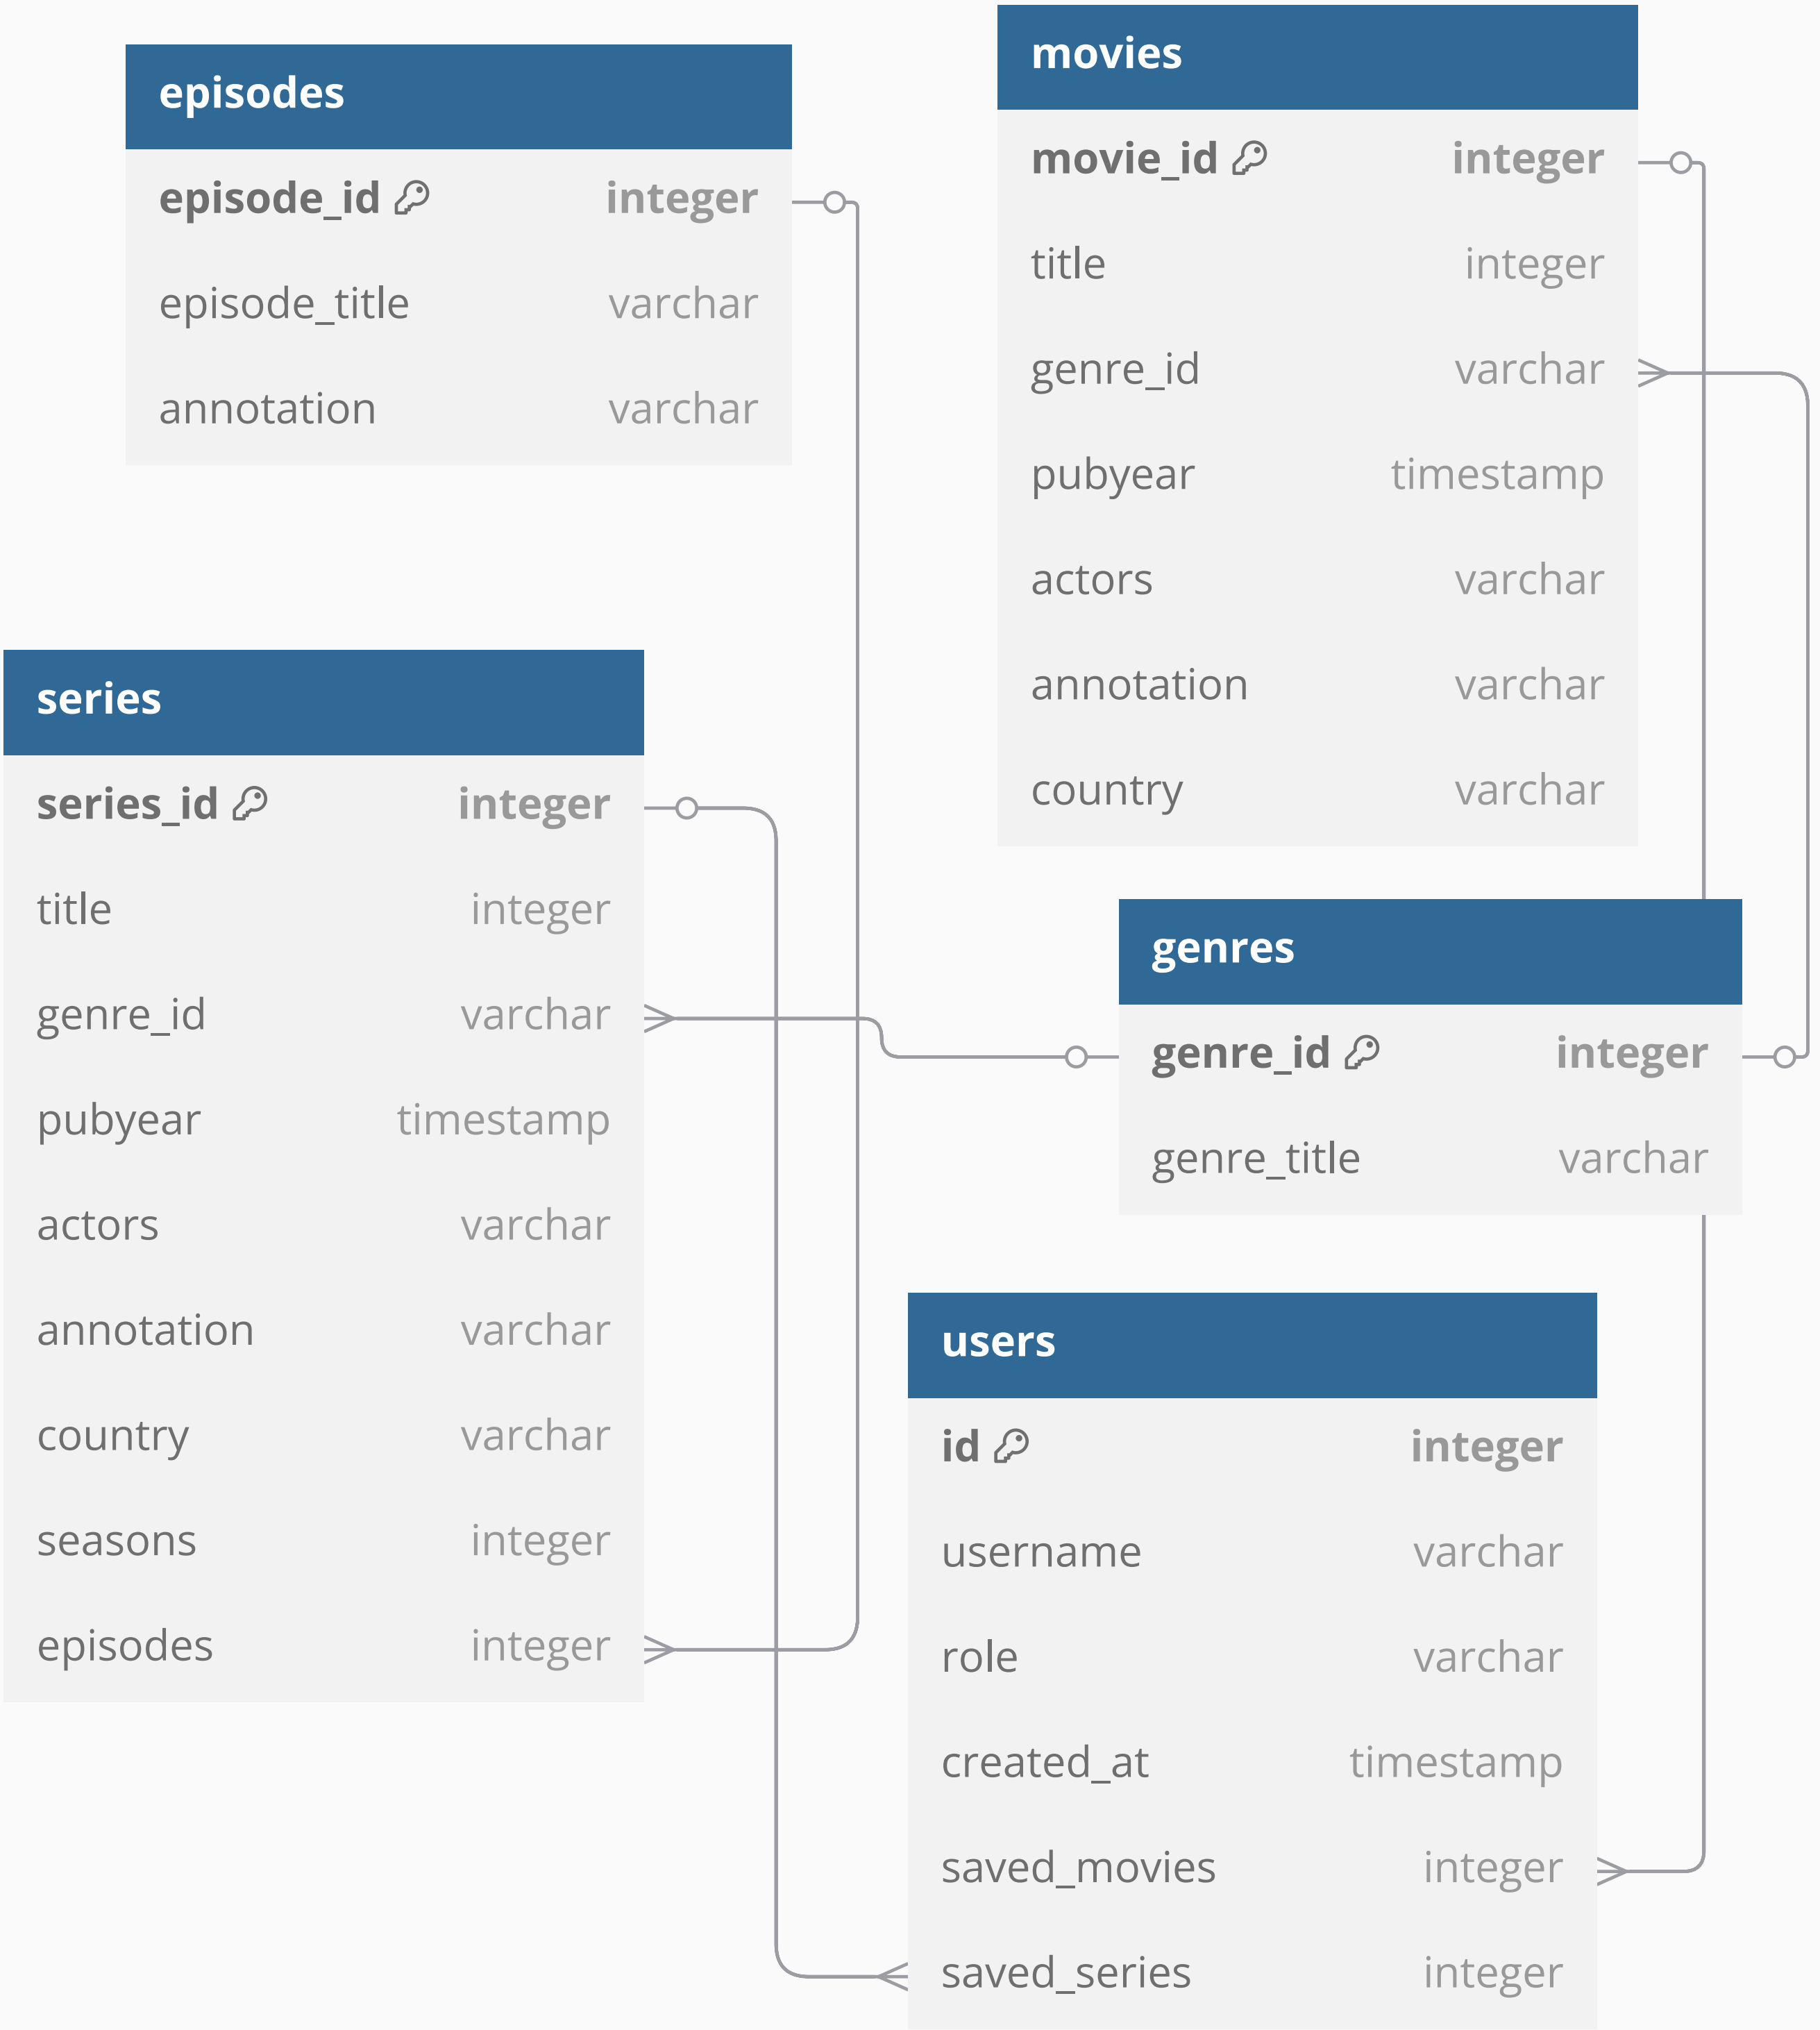 episodes
episode_id integer
episode_title varchar
annotation varchar
movies
movie_id integer
title integer
genre_id varchar
pubyear timestamp
actors varchar
annotation varchar
country varchar
series
series_id integer
title integer
genre_id varchar
pubyear timestamp
actors varchar
annotation varchar
country varchar
seasons integer
episodes integer
genres
genre_id integer
genre_title varchar
users
id integer
username varchar
role varchar
created_at timestamp
saved_movies integer
saved_series integer